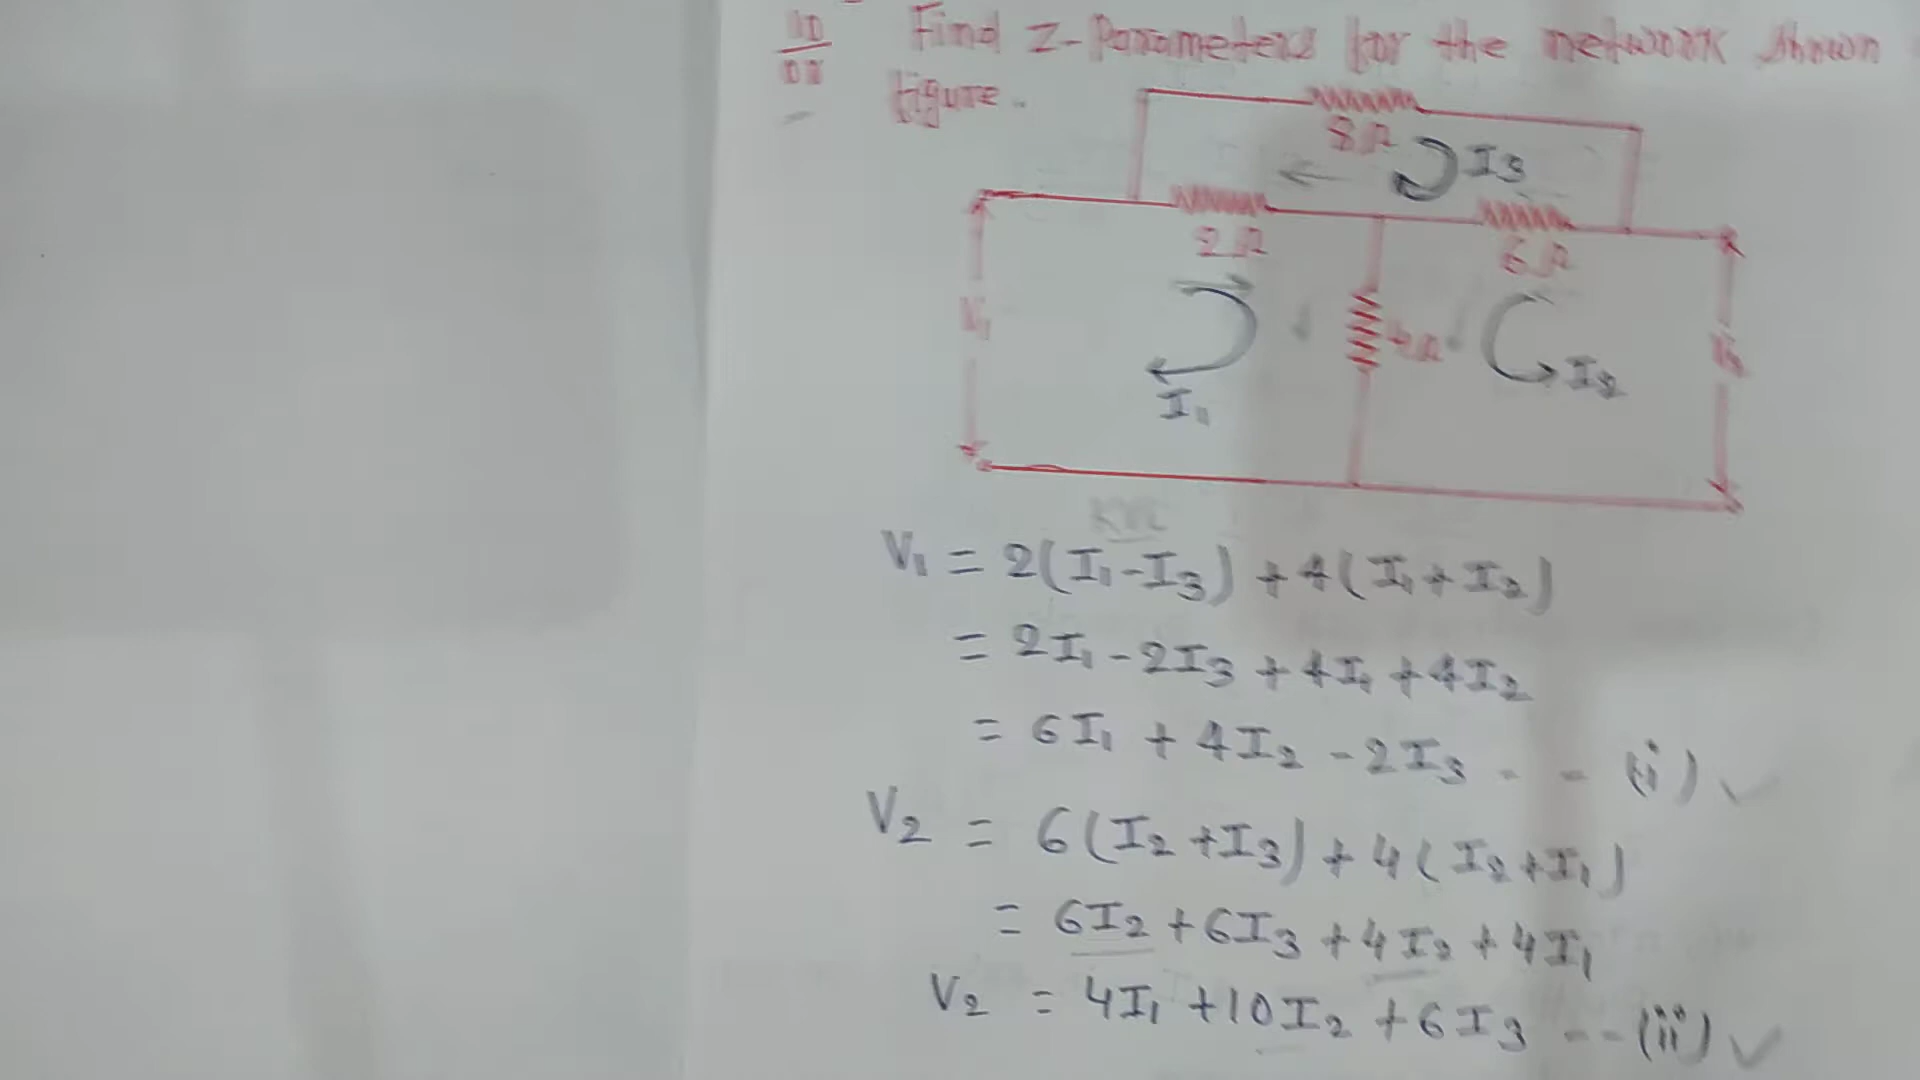 Find Z-Parameters for the network shown
figure.
8Ω
I3
2Ω
6Ω
V1
4Ω
I2
I1
KVL
V1 = 2(I1-I3) + 4(I1+I2)
= 2I1 - 2I3 + 4I1 + 4I2
= 6I1 + 4I2 - 2I3 - - (i) ✓
V2 = 6(I2+I3) + 4(I2+I1)
= 6I2 + 6I3 + 4I2 + 4I1
V2 = 4I1 + 10I2 + 6I3 - - (ii) ✓